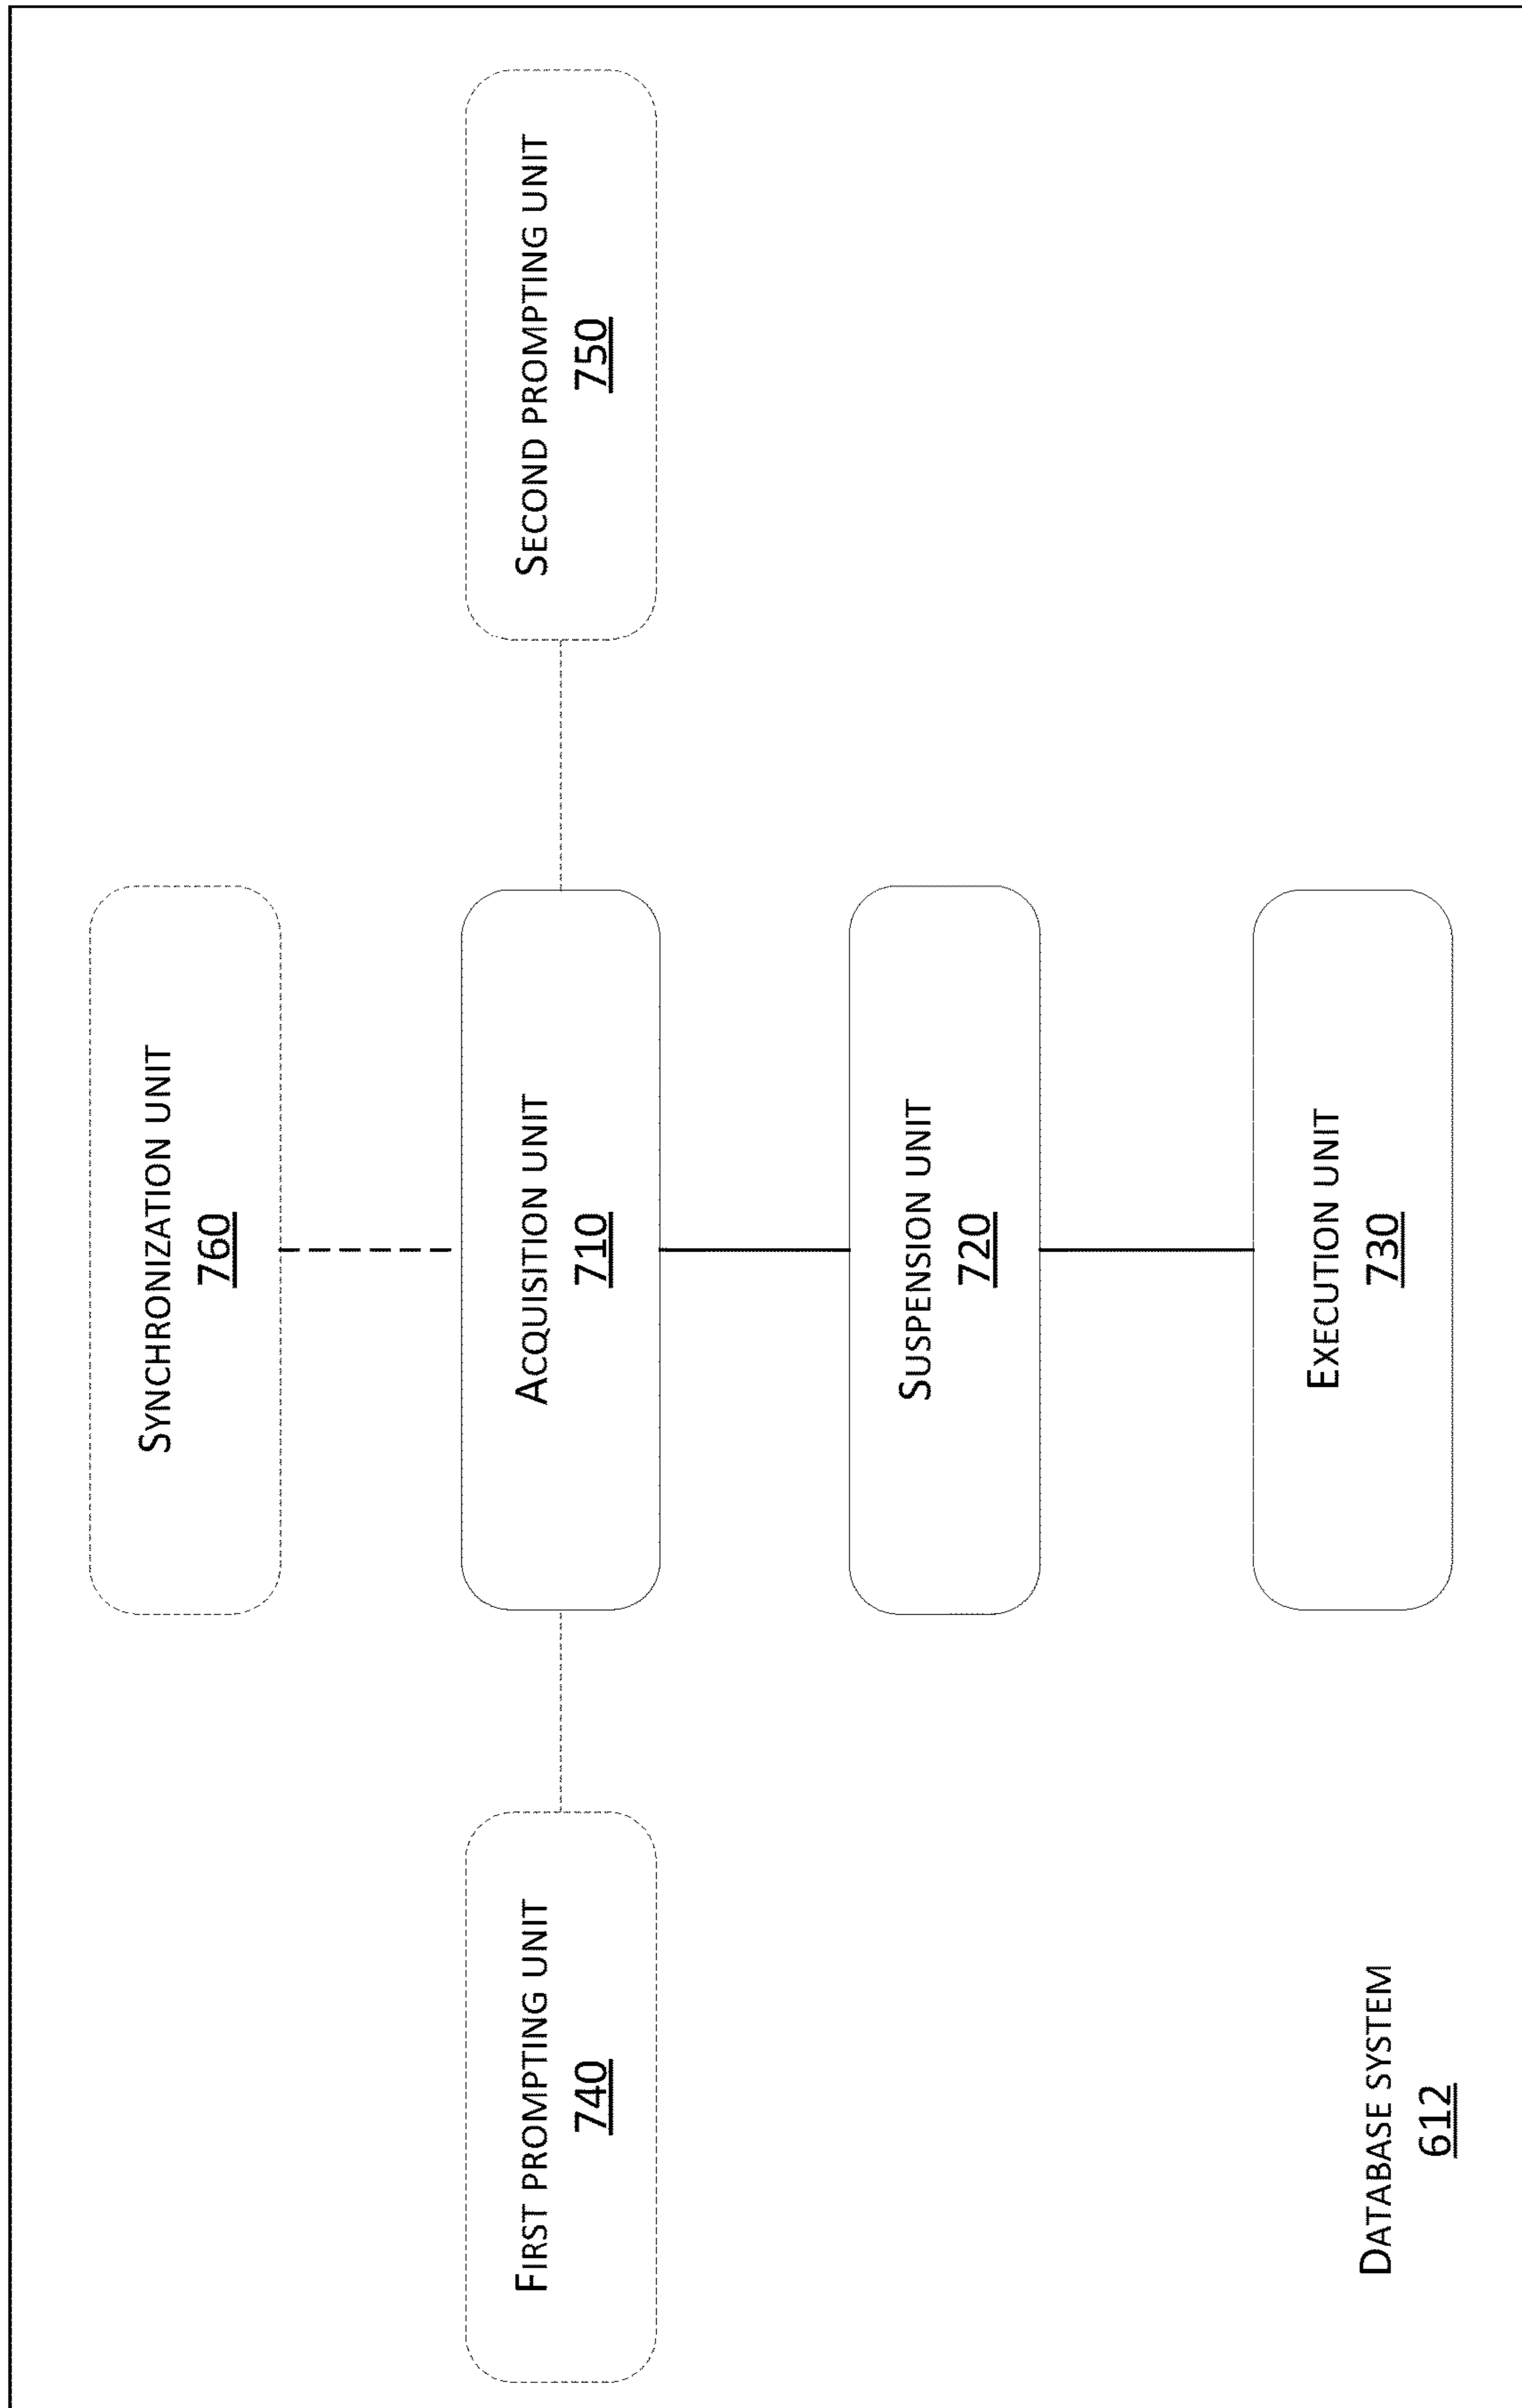 SYNCHRONIZATION UNIT
760
FIRST PROMPTING UNIT
740
ACQUISITION UNIT
710
SECOND PROMPTING UNIT
750
SUSPENSION UNIT
720
EXECUTION UNIT
730
DATABASE SYSTEM
612